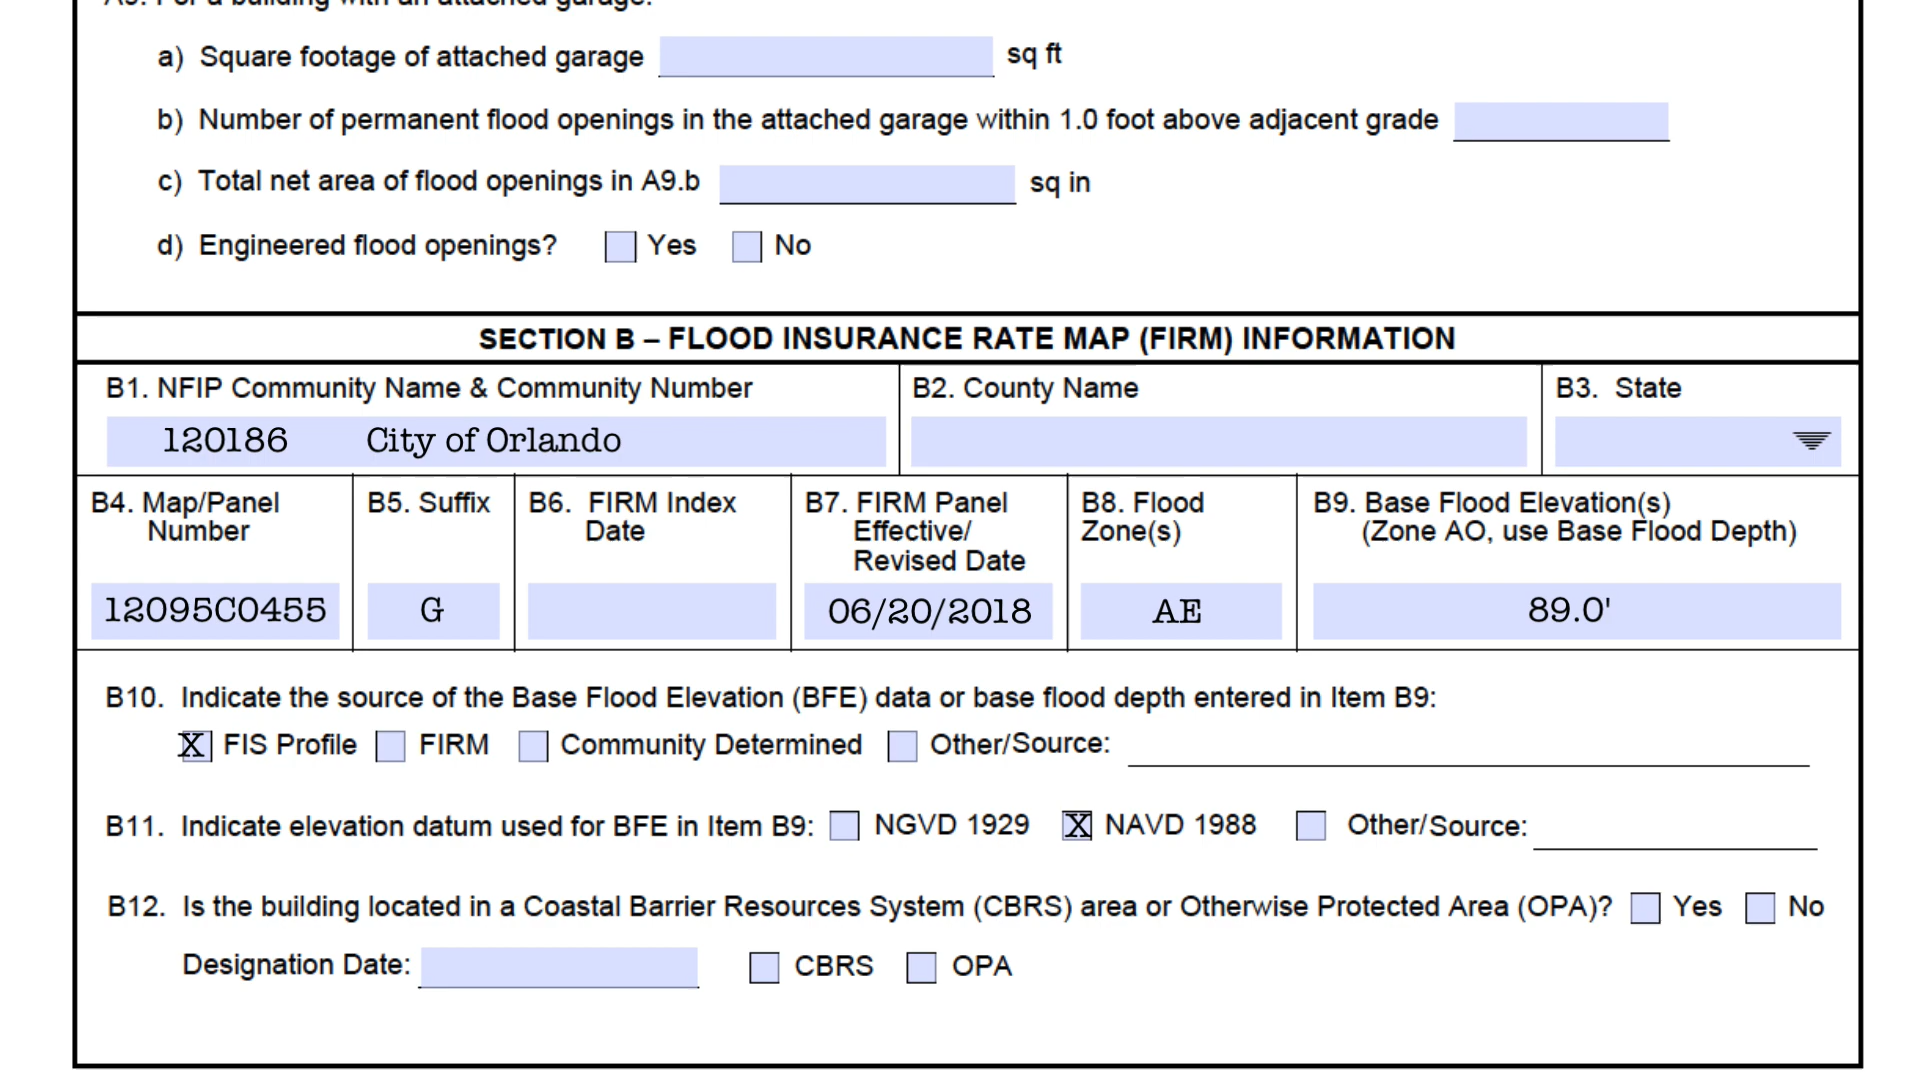 A9. For a building with an attached garage:
a) Square footage of attached garage sq ft
b) Number of permanent flood openings in the attached garage within 1.0 foot above adjacent grade
c) Total net area of flood openings in A9.b sq in
d) Engineered flood openings? Yes No
SECTION B – FLOOD INSURANCE RATE MAP (FIRM) INFORMATION
B1. NFIP Community Name & Community Number
120186 City of Orlando
B2. County Name
B3. State
B4. Map/Panel
Number
12095C0455
B5. Suffix
G
B6. FIRM Index
Date
B7. FIRM Panel
Effective/
Revised Date
06/20/2018
B8. Flood
Zone(s)
AE
B9. Base Flood Elevation(s)
(Zone AO, use Base Flood Depth)
89.0'
B10. Indicate the source of the Base Flood Elevation (BFE) data or base flood depth entered in Item B9:
X FIS Profile FIRM Community Determined Other/Source:
B11. Indicate elevation datum used for BFE in Item B9: NGVD 1929 X NAVD 1988 Other/Source:
B12. Is the building located in a Coastal Barrier Resources System (CBRS) area or Otherwise Protected Area (OPA)? Yes No
Designation Date: CBRS OPA